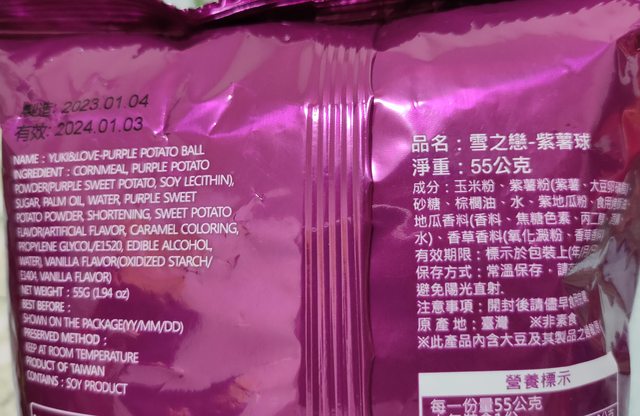 製造: 2023.01.04
有效: 2024.01.03
NAME : YUKI&LOVE-PURPLE POTATO BALL
INGREDIENT : CORNMEAL, PURPLE POTATO
POWDER(PURPLE SWEET POTATO, SOY LECITHIN),
SUGAR, PALM OIL, WATER, PURPLE SWEET
POTATO POWDER, SHORTENING, SWEET POTATO
FLAVOR(ARTIFICIAL FLAVOR, CARAMEL COLORING,
PROPYLENE GLYCOL/E1520, EDIBLE ALCOHOL,
WATER), VANILLA FLAVOR(OXIDIZED STARCH/
E1404, VANILLA FLAVOR)
NET WEIGHT : 55G (1.94 oz)
BEST BEFORE :
SHOWN ON THE PACKAGE(YY/MM/DD)
PRESERVED METHOD :
KEEP AT ROOM TEMPERATURE
PRODUCT OF TAIWAN
CONTAINS : SOY PRODUCT
品名：雪之戀-紫薯球
淨重：55公克
成分：玉米粉、紫薯粉(紫薯、大豆卵磷
砂糖、棕櫚油、水、紫地瓜粉、食用
地瓜香料(香料、焦糖色素、丙二醇、
水)、香草香料(氧化澱粉、香草
有效期限：標示於包裝上(年/月/
保存方式：常溫保存、請
避免陽光直射.
注意事項：開封後請儘早食用
原產地：臺灣 ※非素食
※此產品內含大豆及其製品之
營養標示
每一份量55公克